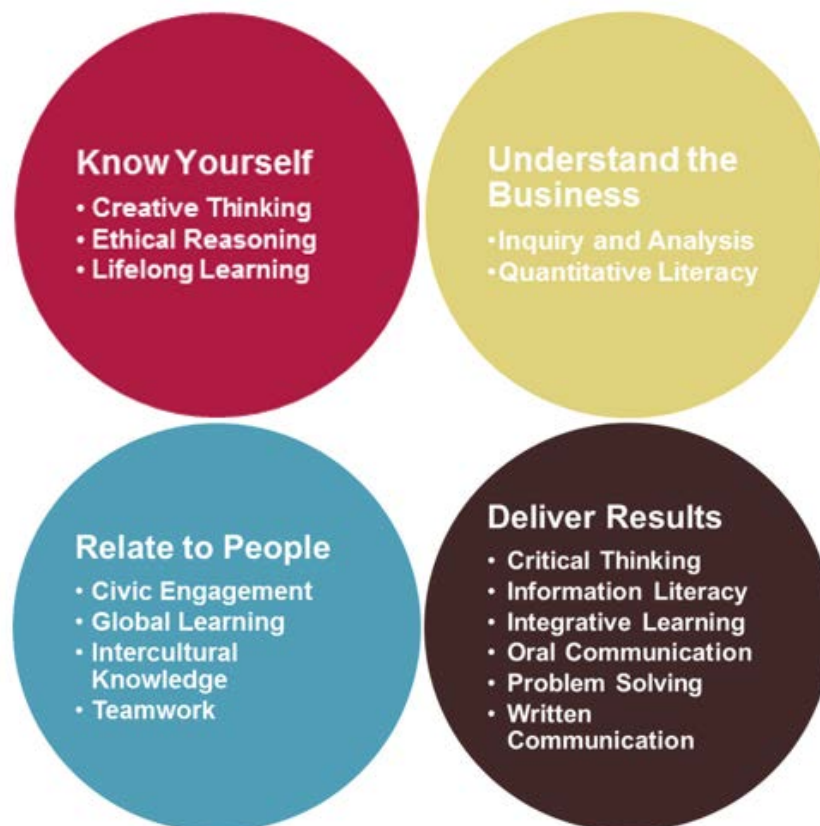 Know Yourself
• Creative Thinking
• Ethical Reasoning
• Lifelong Learning
Understand the
Business
•Inquiry and Analysis
•Quantitative Literacy
Relate to People
• Civic Engagement
• Global Learning
• Intercultural
Knowledge
• Teamwork
Deliver Results
• Critical Thinking
• Information Literacy
• Integrative Learning
• Oral Communication
• Problem Solving
• Written
Communication